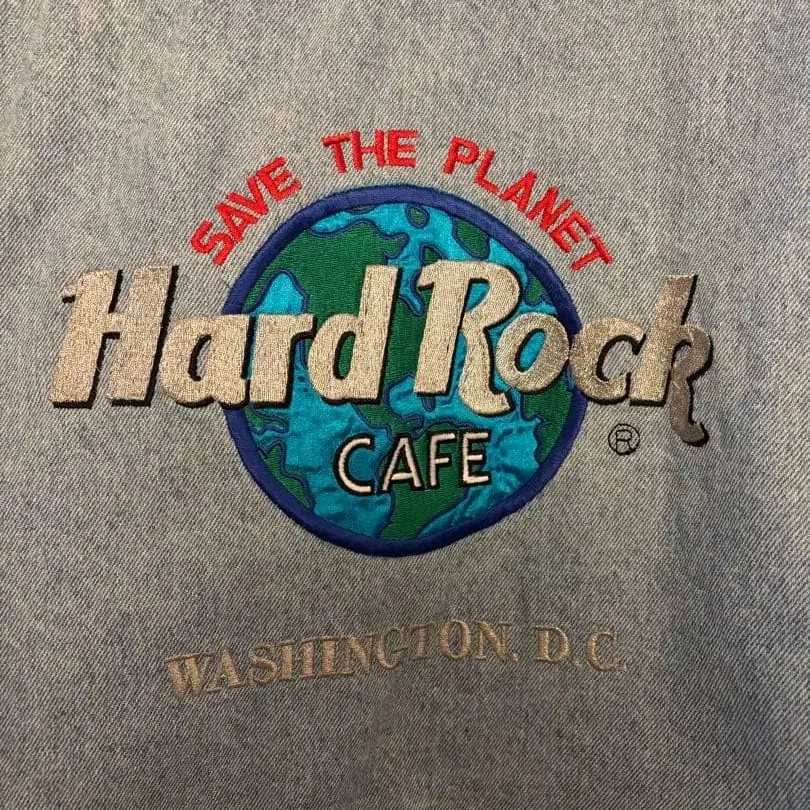 SAVE THE PLANET
Hard Rock
CAFE ®
WASHINGTON, D.C.